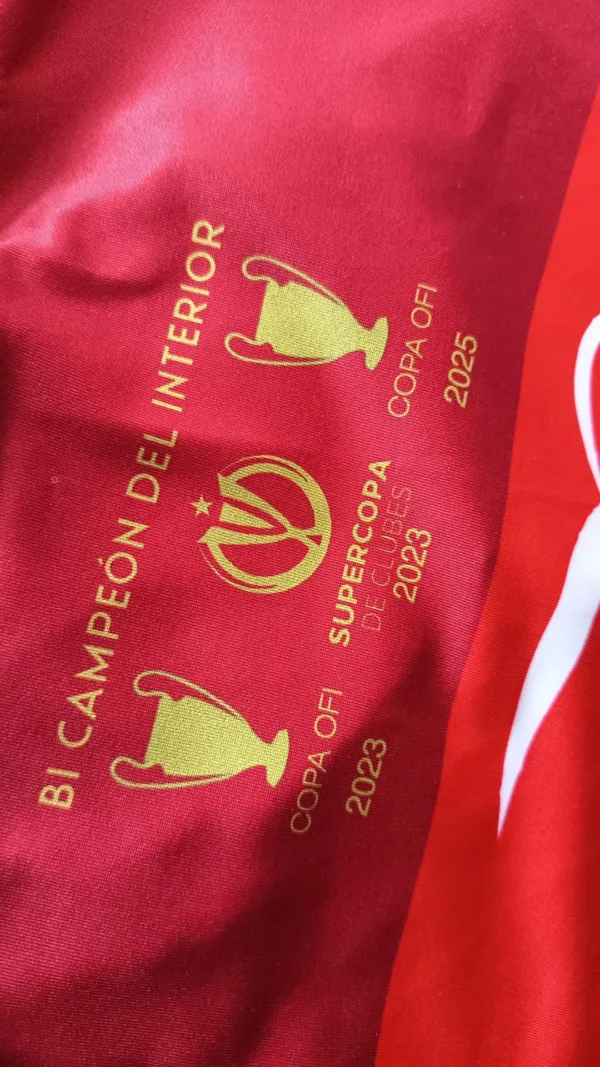 BI CAMPEÓN DEL INTERIOR
COPA OFI
2023
SUPERCOPA
DE CLUBES
2023
COPA OFI
2025